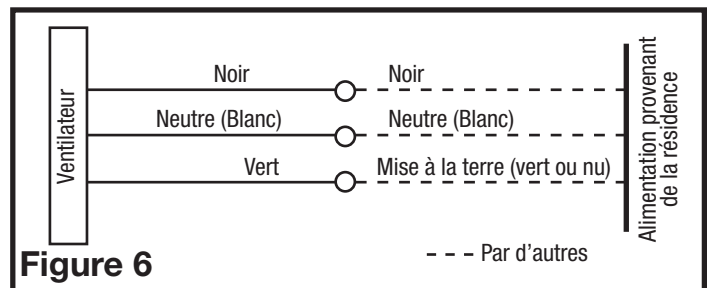 Ventilateur
Noir
Noir
Neutre (Blanc)
Neutre (Blanc)
Vert
Mise à la terre (vert ou nu)
Alimentation provenant
de la résidence
Figure 6
- - - Par d'autres